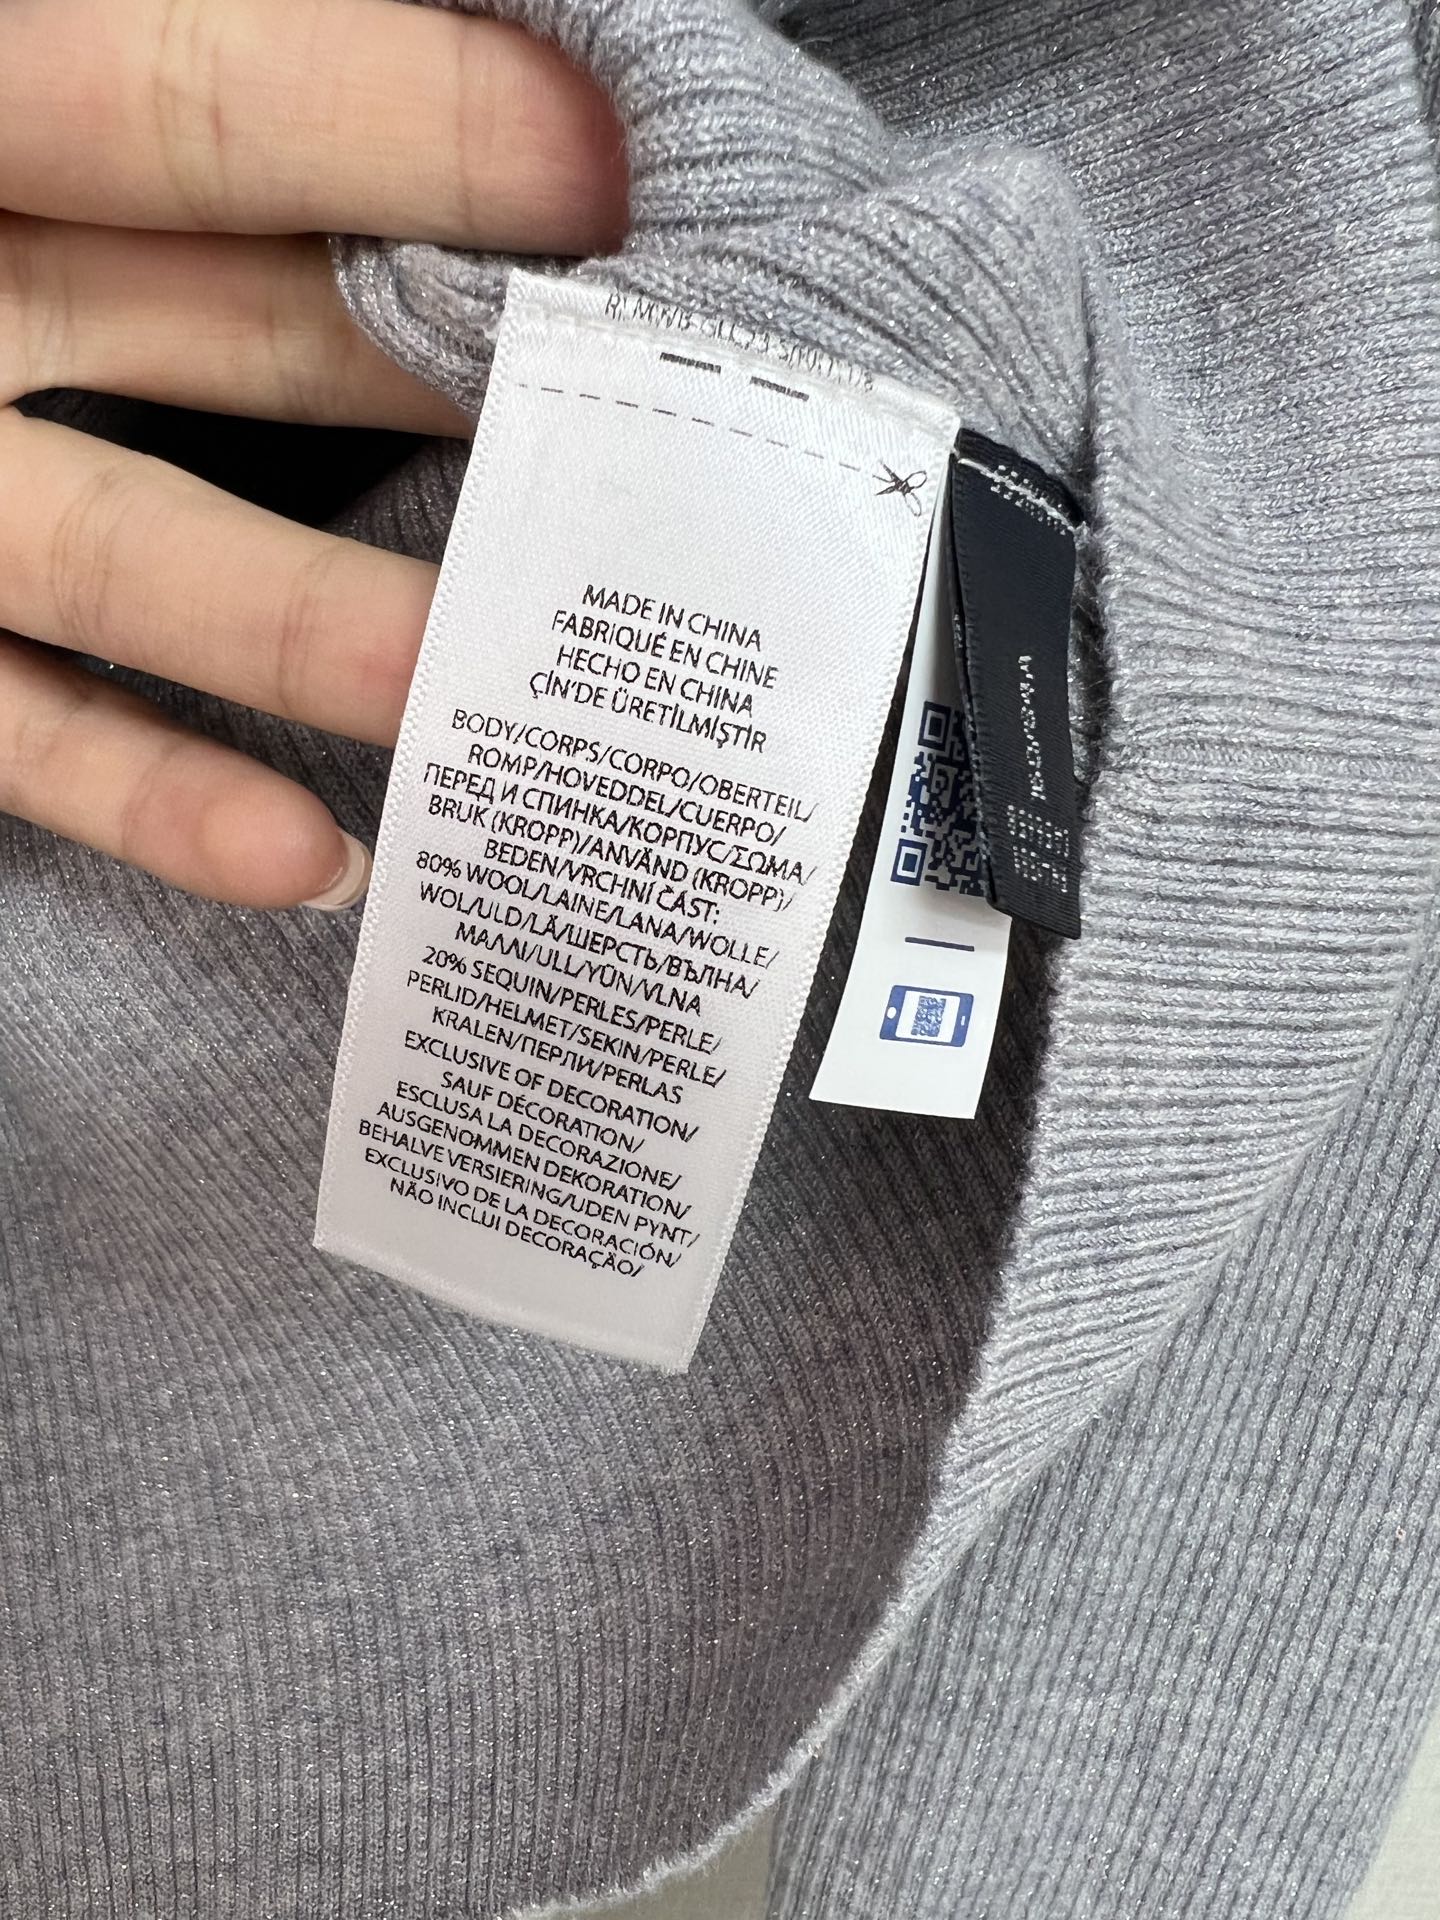 MADE IN CHINA
FABRIQUÉ EN CHINE
HECHO EN CHINA
ÇİN'DE ÜRETİLMİŞTİR
BODY/CORPS/CORPO/OBERTEIL/
ROMP/HOVEDDEL/CUERPO/
ПЕРЕД И СПИНКА/КОРПУС/ΣΩΜΑ/
BRUK (KROPP)/ANVÄND (KROPP)/
BEDEN/VRCHNÍ ČÁST:
80% WOOL/LAINE/LANA/WOLLE/
WOL/ULD/LÃ/ШЕРСТЬ/ВЪЛНА/
ΜΑΛΛΙ/ULL/YÜN/VLNA
20% SEQUIN/PERLES/PERLE/
PERLID/HELMET/SEKIN/PERLE/
KRALEN/ПЕРЛИ/PERLAS
EXCLUSIVE OF DECORATION/
SAUF DÉCORATION/
ESCLUSA LA DECORAZIONE/
AUSGENOMMEN DEKORATION/
BEHALVE VERSIERING/UDEN PYNT/
EXCLUSIVO DE LA DECORACIÓN/
NÃO INCLUI DECORAÇÃO/